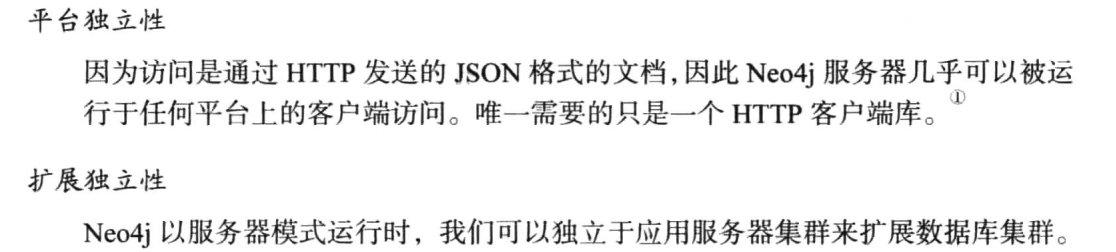 平台独立性
因为访问是通过 HTTP 发送的 JSON 格式的文档，因此 Neo4j 服务器几乎可以被运
行于任何平台上的客户端访问。唯一需要的只是一个 HTTP 客户端库。①
扩展独立性
Neo4j 以服务器模式运行时，我们可以独立于应用服务器集群来扩展数据库集群。